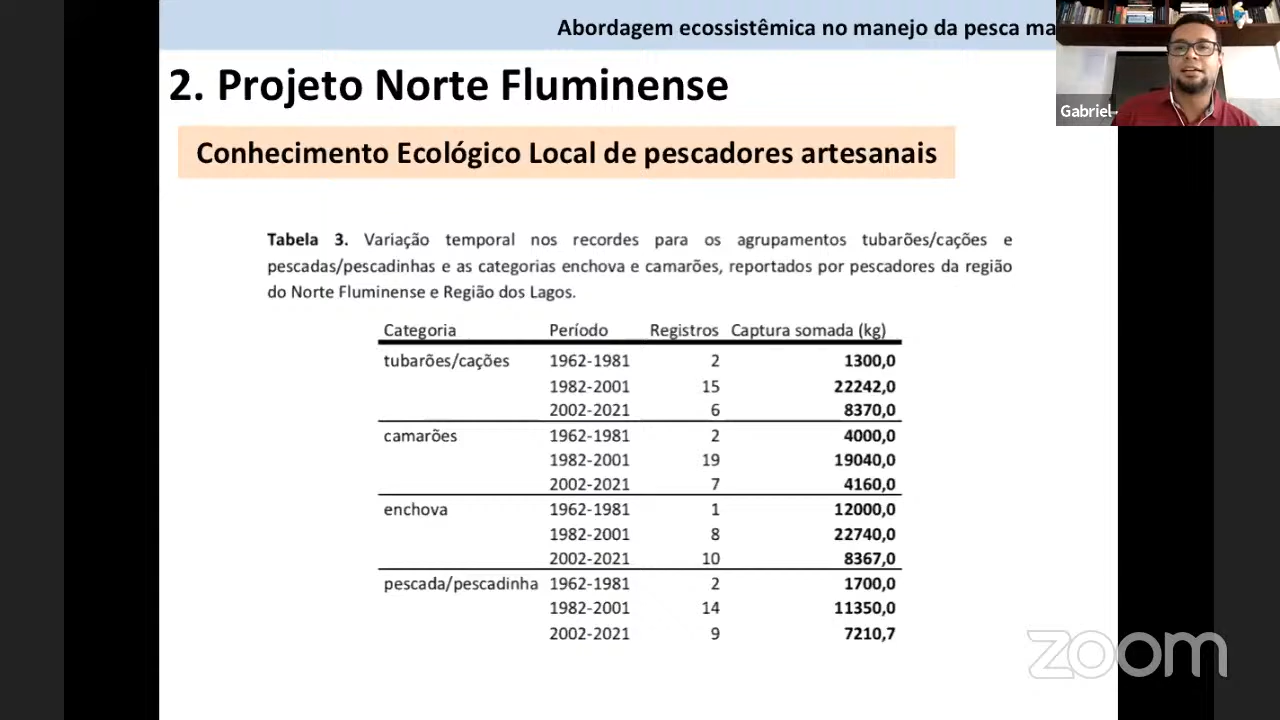 Abordagem ecossistêmica no manejo da pesca ma
2. Projeto Norte Fluminense
Gabriel
Conhecimento Ecológico Local de pescadores artesanais
Tabela 3. Variação temporal nos recordes para os agrupamentos tubarões/cações e
pescadas/pescadinhas e as categorias enchova e camarões, reportados por pescadores da região
do Norte Fluminense e Região dos Lagos.
Categoria Período Registros Captura somada (kg)
tubarões/cações 1962-1981 2 1300,0
1982-2001 15 22242,0
2002-2021 6 8370,0
camarões 1962-1981 2 4000,0
1982-2001 19 19040,0
2002-2021 7 4160,0
enchova 1962-1981 1 12000,0
1982-2001 8 22740,0
2002-2021 10 8367,0
pescada/pescadinha 1962-1981 2 1700,0
1982-2001 14 11350,0
2002-2021 9 7210,7
zoom